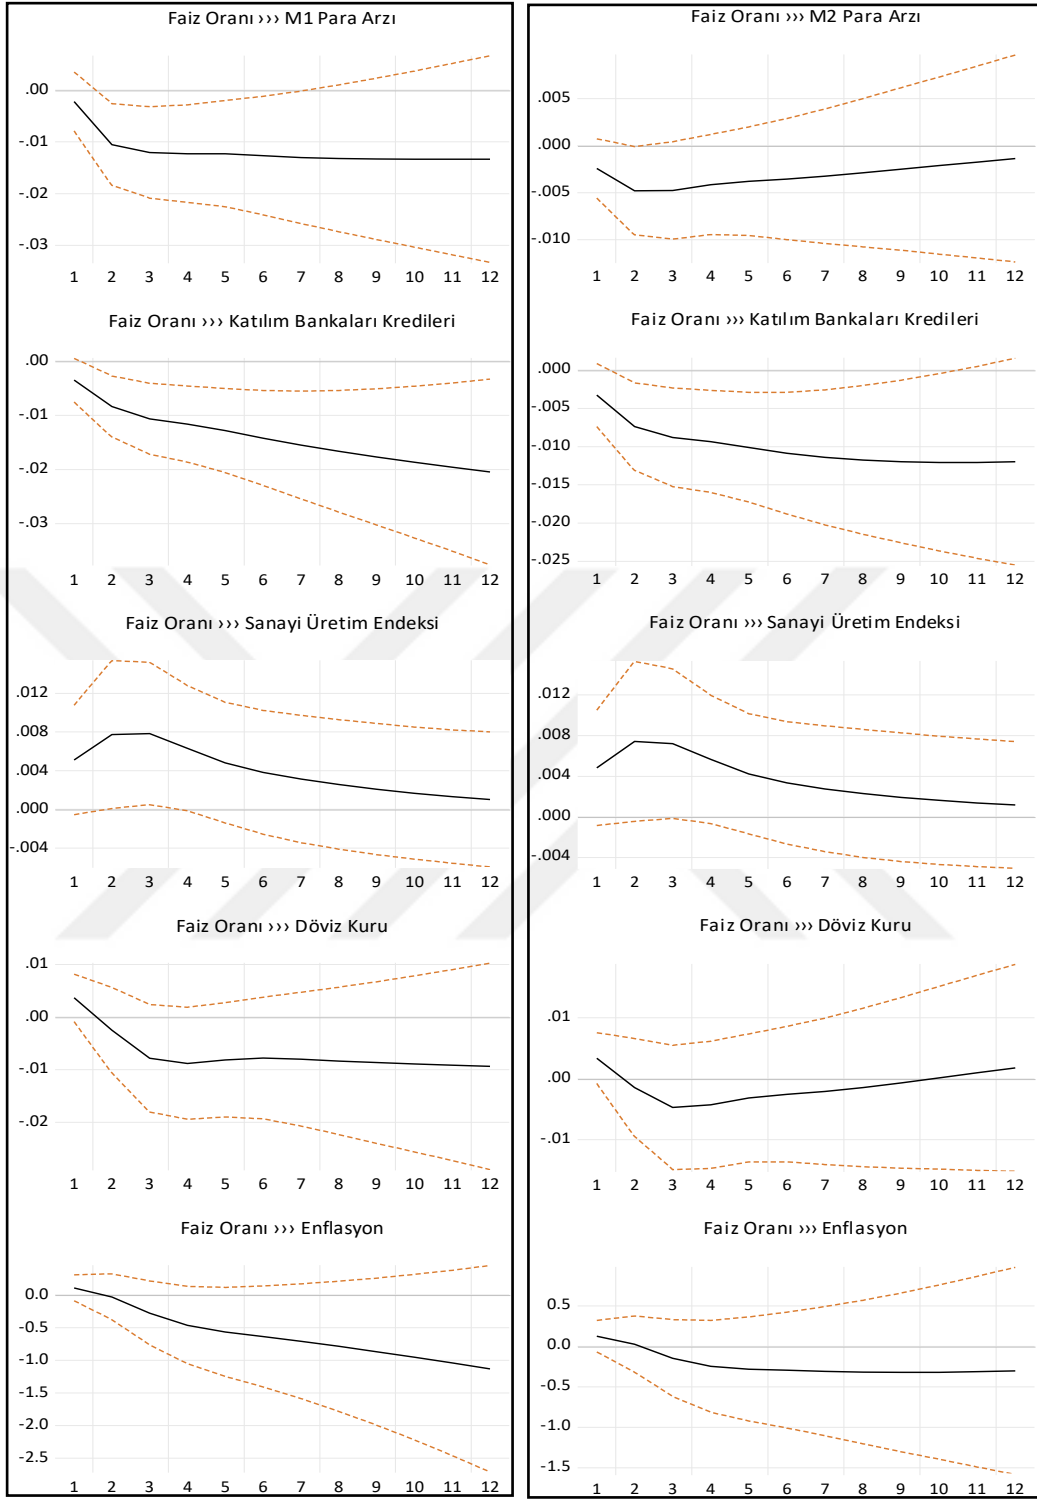 Faiz Oranı ››› M1 Para Arzı
.00
-.01
-.02
-.03
1 2 3 4 5 6 7 8 9 10 11 12
Faiz Oranı ››› Katılım Bankaları Kredileri
.00
-.01
-.02
-.03
1 2 3 4 5 6 7 8 9 10 11 12
Faiz Oranı ››› Sanayi Üretim Endeksi
.012
.008
.004
.000
-.004
1 2 3 4 5 6 7 8 9 10 11 12
Faiz Oranı ››› Döviz Kuru
.01
.00
-.01
-.02
1 2 3 4 5 6 7 8 9 10 11 12
Faiz Oranı ››› Enflasyon
0.0
-0.5
-1.0
-1.5
-2.0
-2.5
1 2 3 4 5 6 7 8 9 10 11 12
Faiz Oranı ››› M2 Para Arzı
.005
.000
-.005
-.010
1 2 3 4 5 6 7 8 9 10 11 12
Faiz Oranı ››› Katılım Bankaları Kredileri
.000
-.005
-.010
-.015
-.020
-.025
1 2 3 4 5 6 7 8 9 10 11 12
Faiz Oranı ››› Sanayi Üretim Endeksi
.012
.008
.004
.000
-.004
1 2 3 4 5 6 7 8 9 10 11 12
Faiz Oranı ››› Döviz Kuru
.01
.00
-.01
1 2 3 4 5 6 7 8 9 10 11 12
Faiz Oranı ››› Enflasyon
0.5
0.0
-0.5
-1.0
-1.5
1 2 3 4 5 6 7 8 9 10 11 12